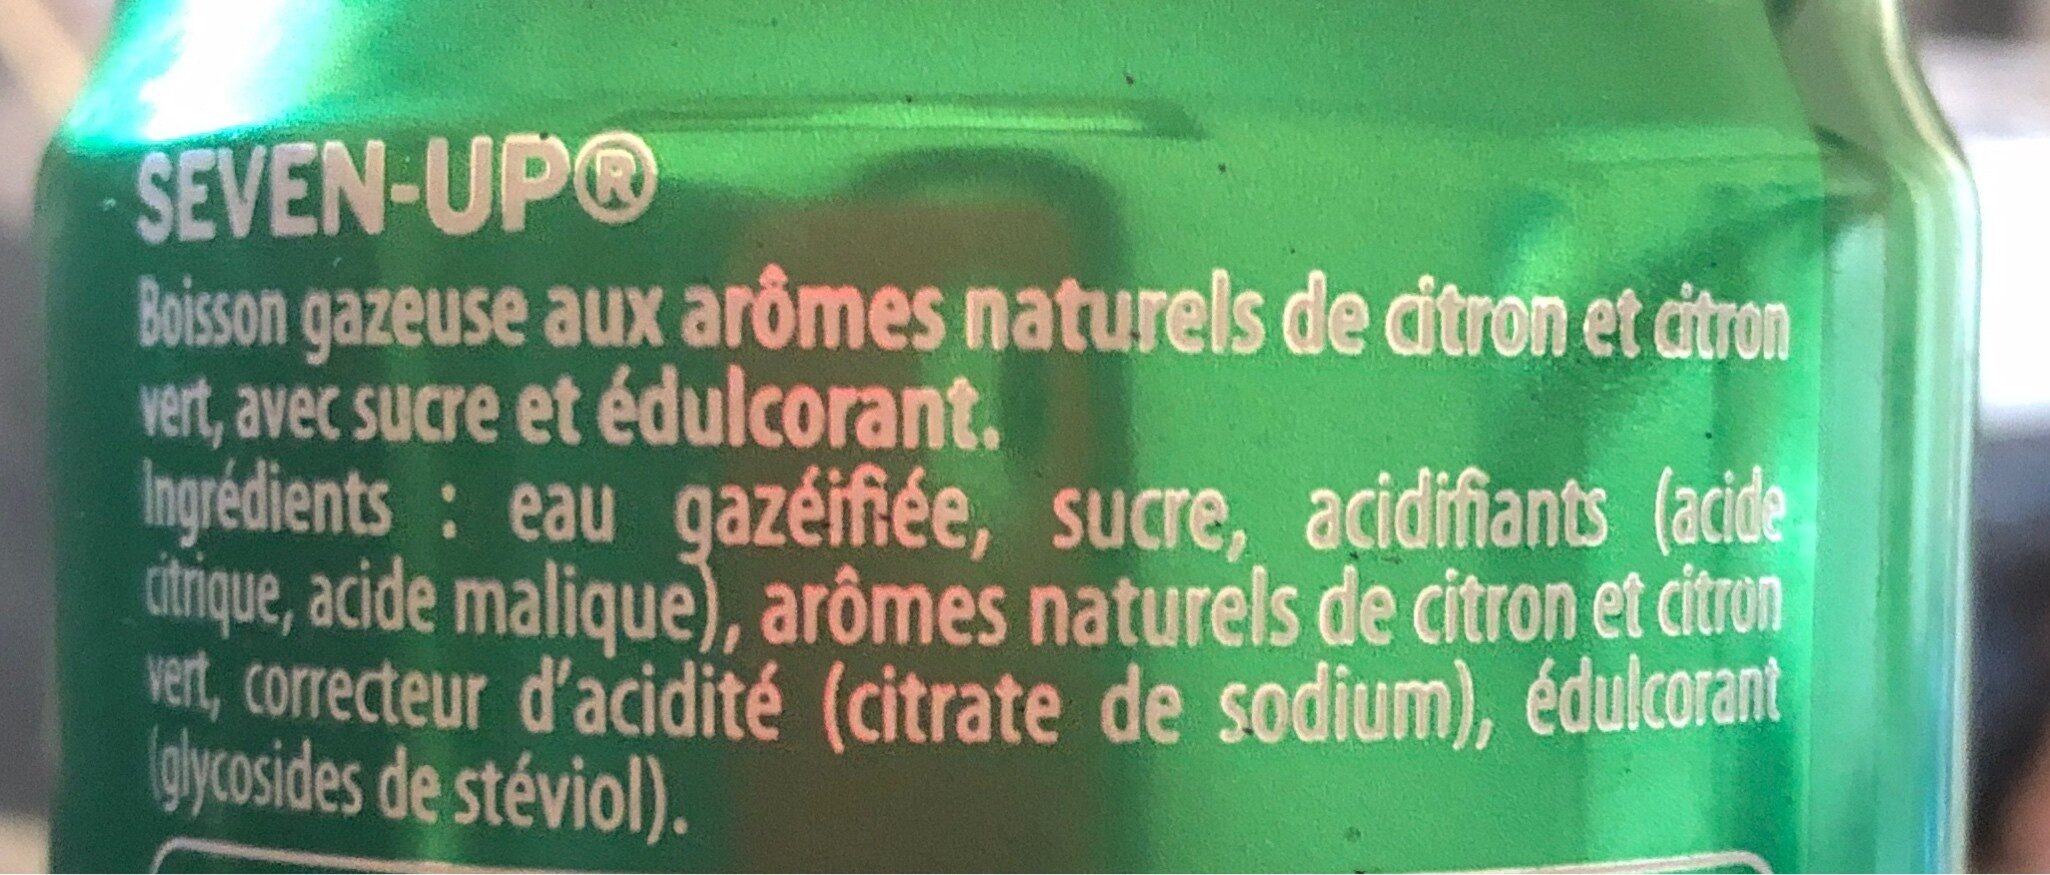 SEVEN-UP®
Boisson gazeuse aux arômes naturels de citron et citron
vert, avec sucre et édulcorant.
Ingrédients : eau gazéifiée, sucre, acidifiants (acide
citrique, acide malique), arômes naturels de citron et citron
vert, correcteur d'acidité (citrate de sodium), édulcorant
(glycosides de stéviol).